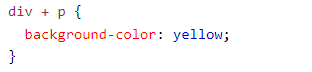 div + p {
  background-color: yellow;
}